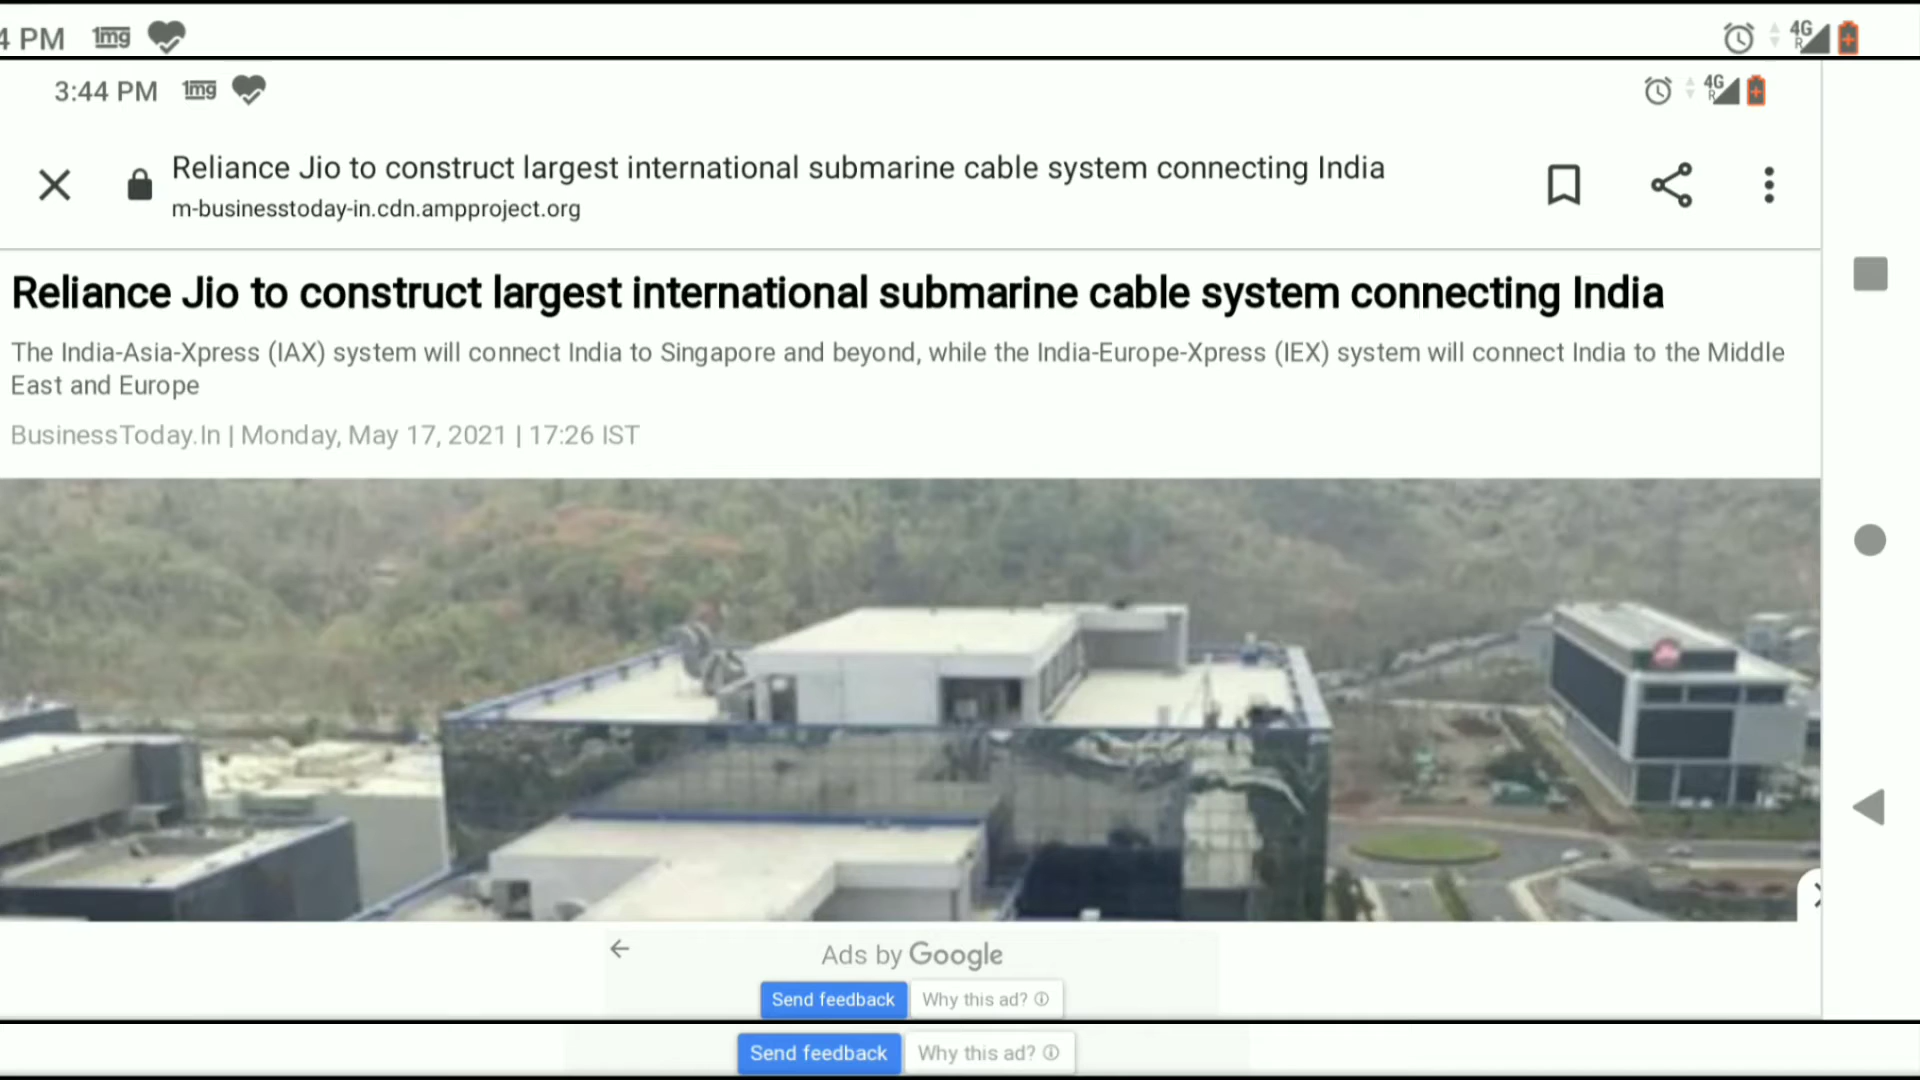 4 PM 1mg 4G R
3:44 PM 1mg 4G R
Reliance Jio to construct largest international submarine cable system connecting India
m-businesstoday-in.cdn.ampproject.org
Reliance Jio to construct largest international submarine cable system connecting India
The India-Asia-Xpress (IAX) system will connect India to Singapore and beyond, while the India-Europe-Xpress (IEX) system will connect India to the Middle
East and Europe
BusinessToday.In | Monday, May 17, 2021 | 17:26 IST
Jio
Ads by Google
Send feedback Why this ad?
Send feedback Why this ad?